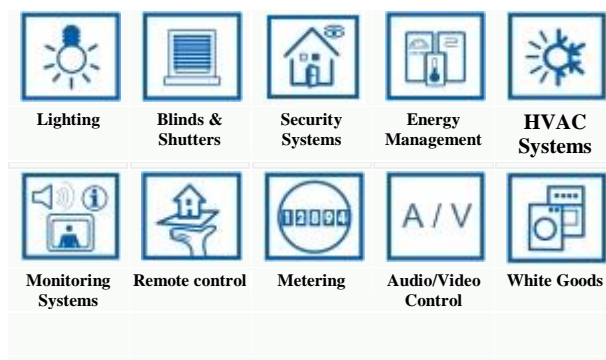 Lighting
Blinds &
Shutters
Security
Systems
Energy
Management
HVAC
Systems
12094
A / V
Monitoring
Systems
Remote control
Metering
Audio/Video
Control
White Goods